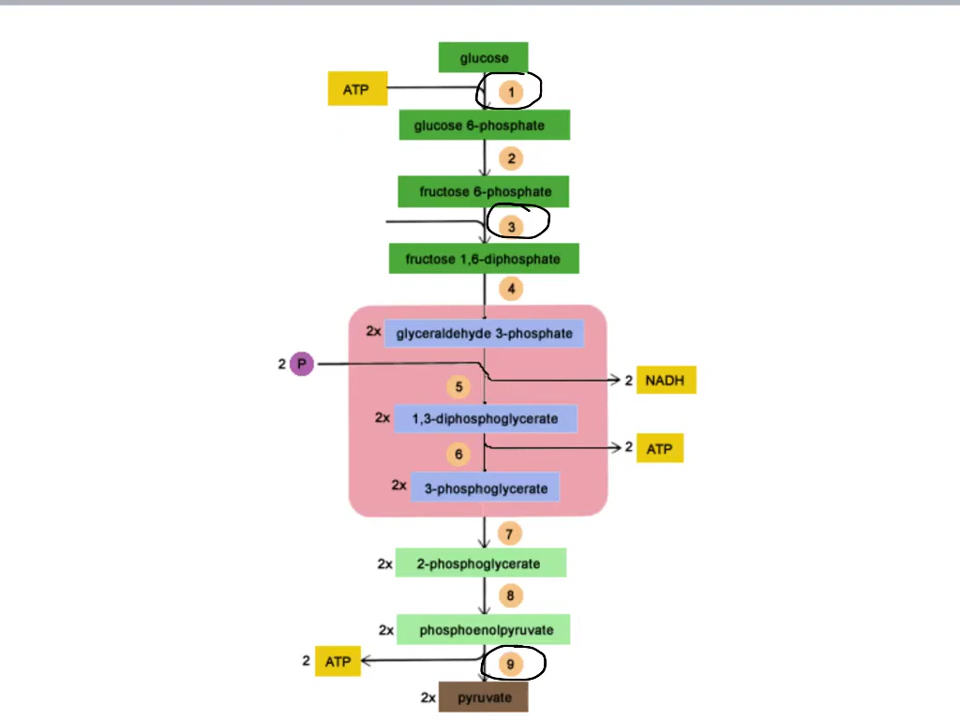 glucose
ATP
1
glucose 6-phosphate
2
fructose 6-phosphate
3
fructose 1,6-diphosphate
4
2x glyceraldehyde 3-phosphate
2 P
2 NADH
5
2x 1,3-diphosphoglycerate
2 ATP
6
2x 3-phosphoglycerate
7
2x 2-phosphoglycerate
8
2x phosphoenolpyruvate
2 ATP
9
2x pyruvate